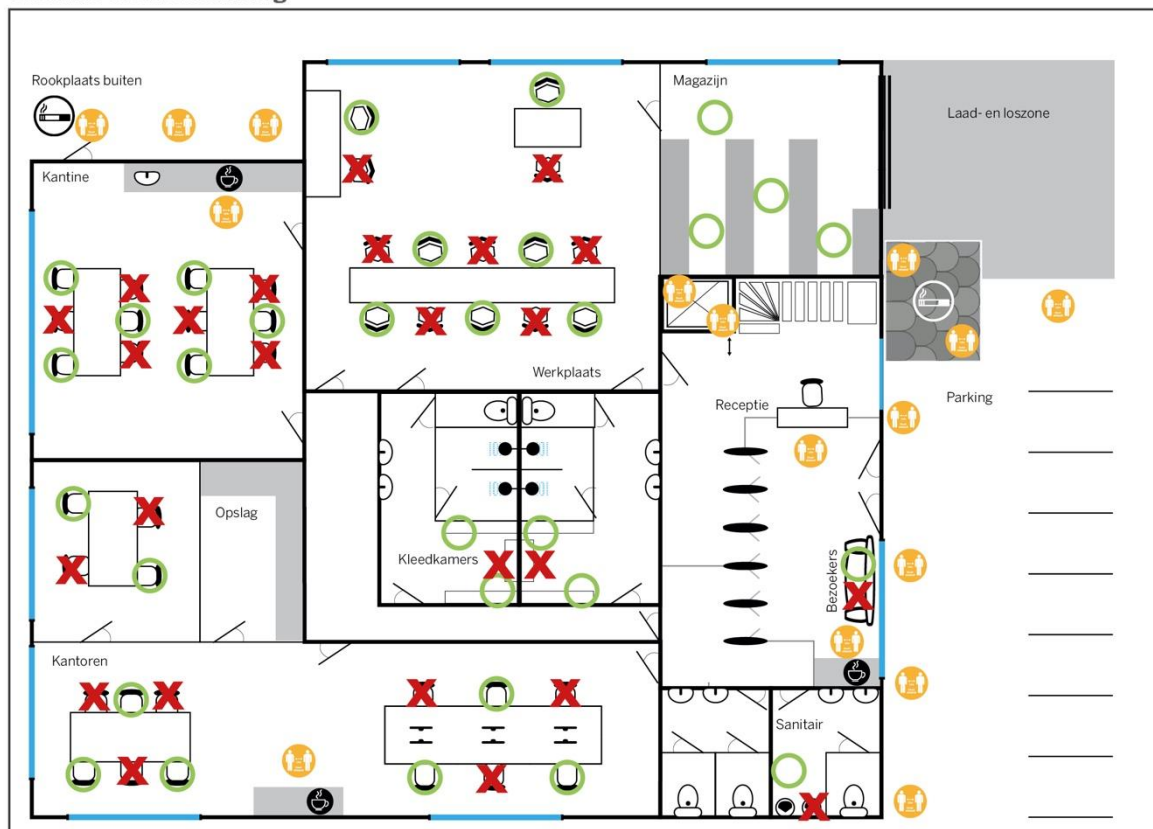 Rookplaats buiten
Magazijn
Laad- en loszone
Kantine
Werkplaats
Receptie
Parking
Opslag
Kleedkamers
Bezoekers
Kantoren
Sanitair